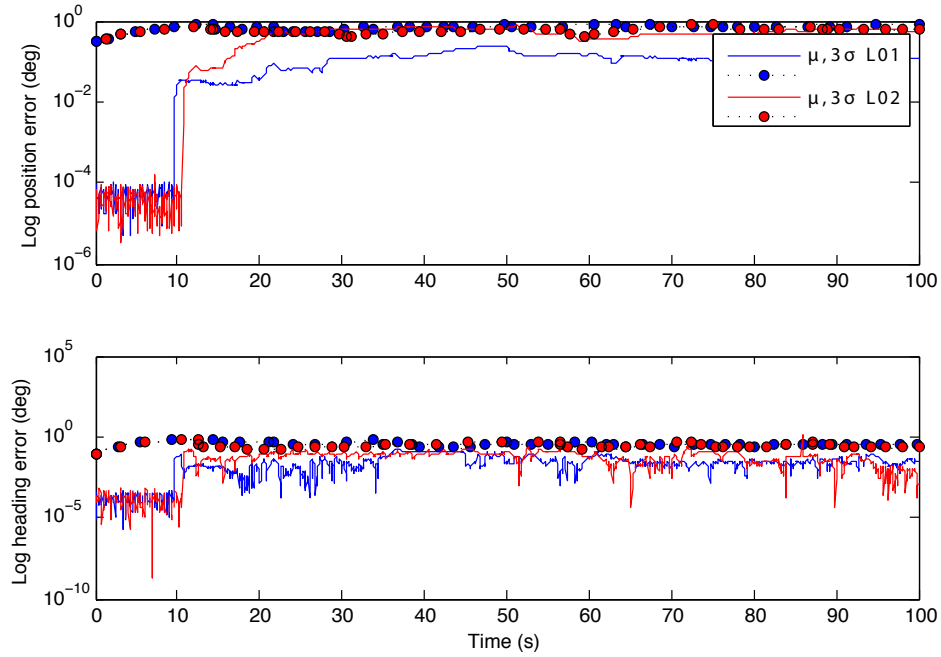 10^0
10^−2
10^−4
10^−6
Log position error (deg)
0 10 20 30 40 50 60 70 80 90 100
μ,3σ L01
μ,3σ L02
10^5
10^0
10^−5
10^−10
Log heading error (deg)
0 10 20 30 40 50 60 70 80 90 100
Time (s)